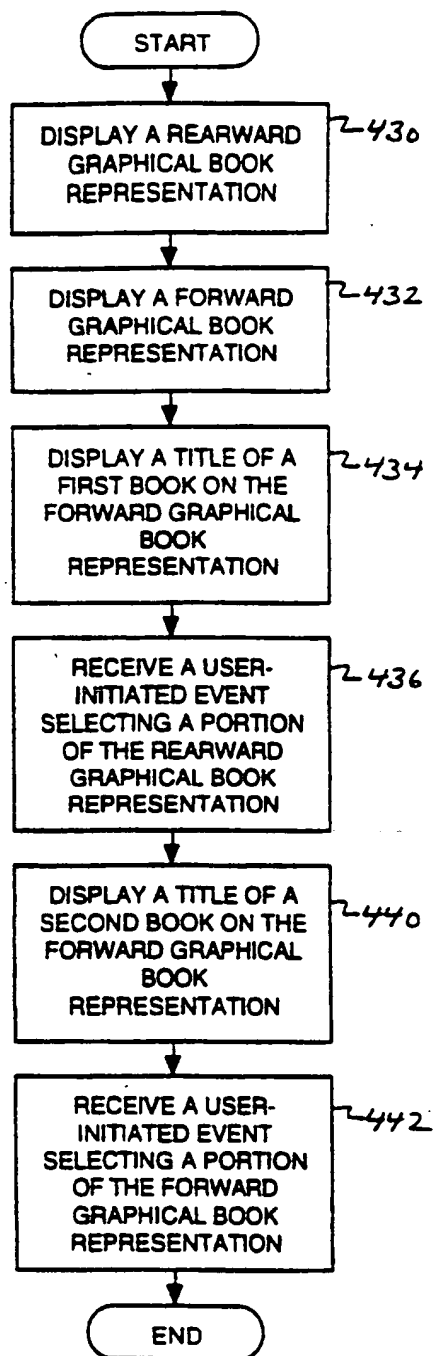 START
DISPLAY A REARWARD
GRAPHICAL BOOK
REPRESENTATION
430
DISPLAY A FORWARD
GRAPHICAL BOOK
REPRESENTATION
432
DISPLAY A TITLE OF A
FIRST BOOK ON THE
FORWARD GRAPHICAL
BOOK
REPRESENTATION
434
RECEIVE A USER-
INITIATED EVENT
SELECTING A PORTION
OF THE REARWARD
GRAPHICAL BOOK
REPRESENTATION
436
DISPLAY A TITLE OF A
SECOND BOOK ON THE
FORWARD GRAPHICAL
BOOK
REPRESENTATION
440
RECEIVE A USER-
INITIATED EVENT
SELECTING A PORTION
OF THE FORWARD
GRAPHICAL BOOK
REPRESENTATION
442
END